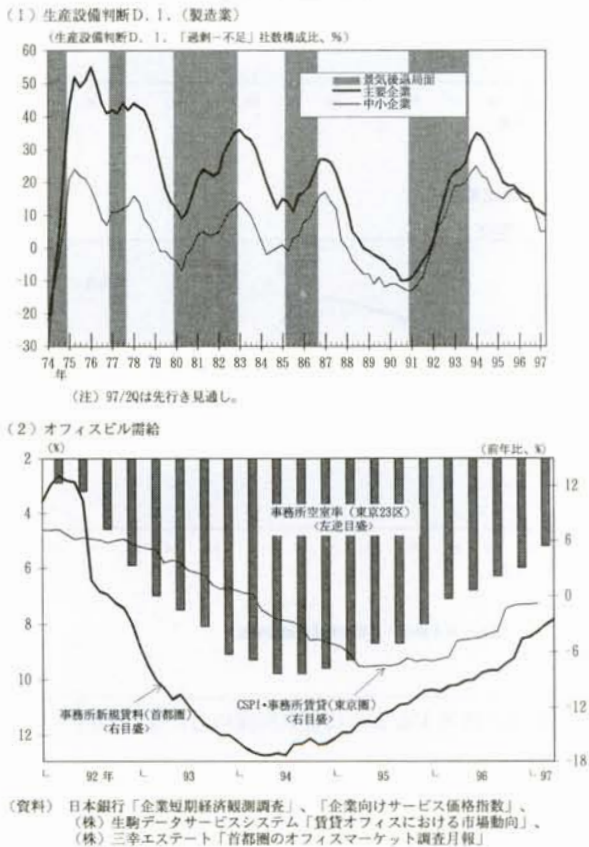 (1) 生産設備判断D. I. (製造業)
(生産設備判断D. I. 「過剰-不足」社数構成比、%)
60
50
40
30
20
10
0
-10
-20
-30
景気後退局面
主要企業
中小企業
74 75 76 77 78 79 80 81 82 83 84 85 86 87 88 89 90 91 92 93 94 95 96 97
年
(注) 97/2Qは先行き見通し。
(2) オフィスビル需給
(%) (前年比、%)
2
4
6
8
10
12
12
6
0
-6
-12
-18
事務所空室率 (東京23区)
<左逆目盛>
事務所新規賃料(首都圏)
<右目盛>
CSPI・事務所賃貸(東京圏)
<右目盛>
92 年 93 94 95 96 97
(資料) 日本銀行「企業短期経済観測調査」、「企業向けサービス価格指数」、
(株) 生駒データサービスシステム「賃貸オフィスにおける市場動向」、
(株) 三幸エステート「首都圏のオフィスマーケット調査月報」